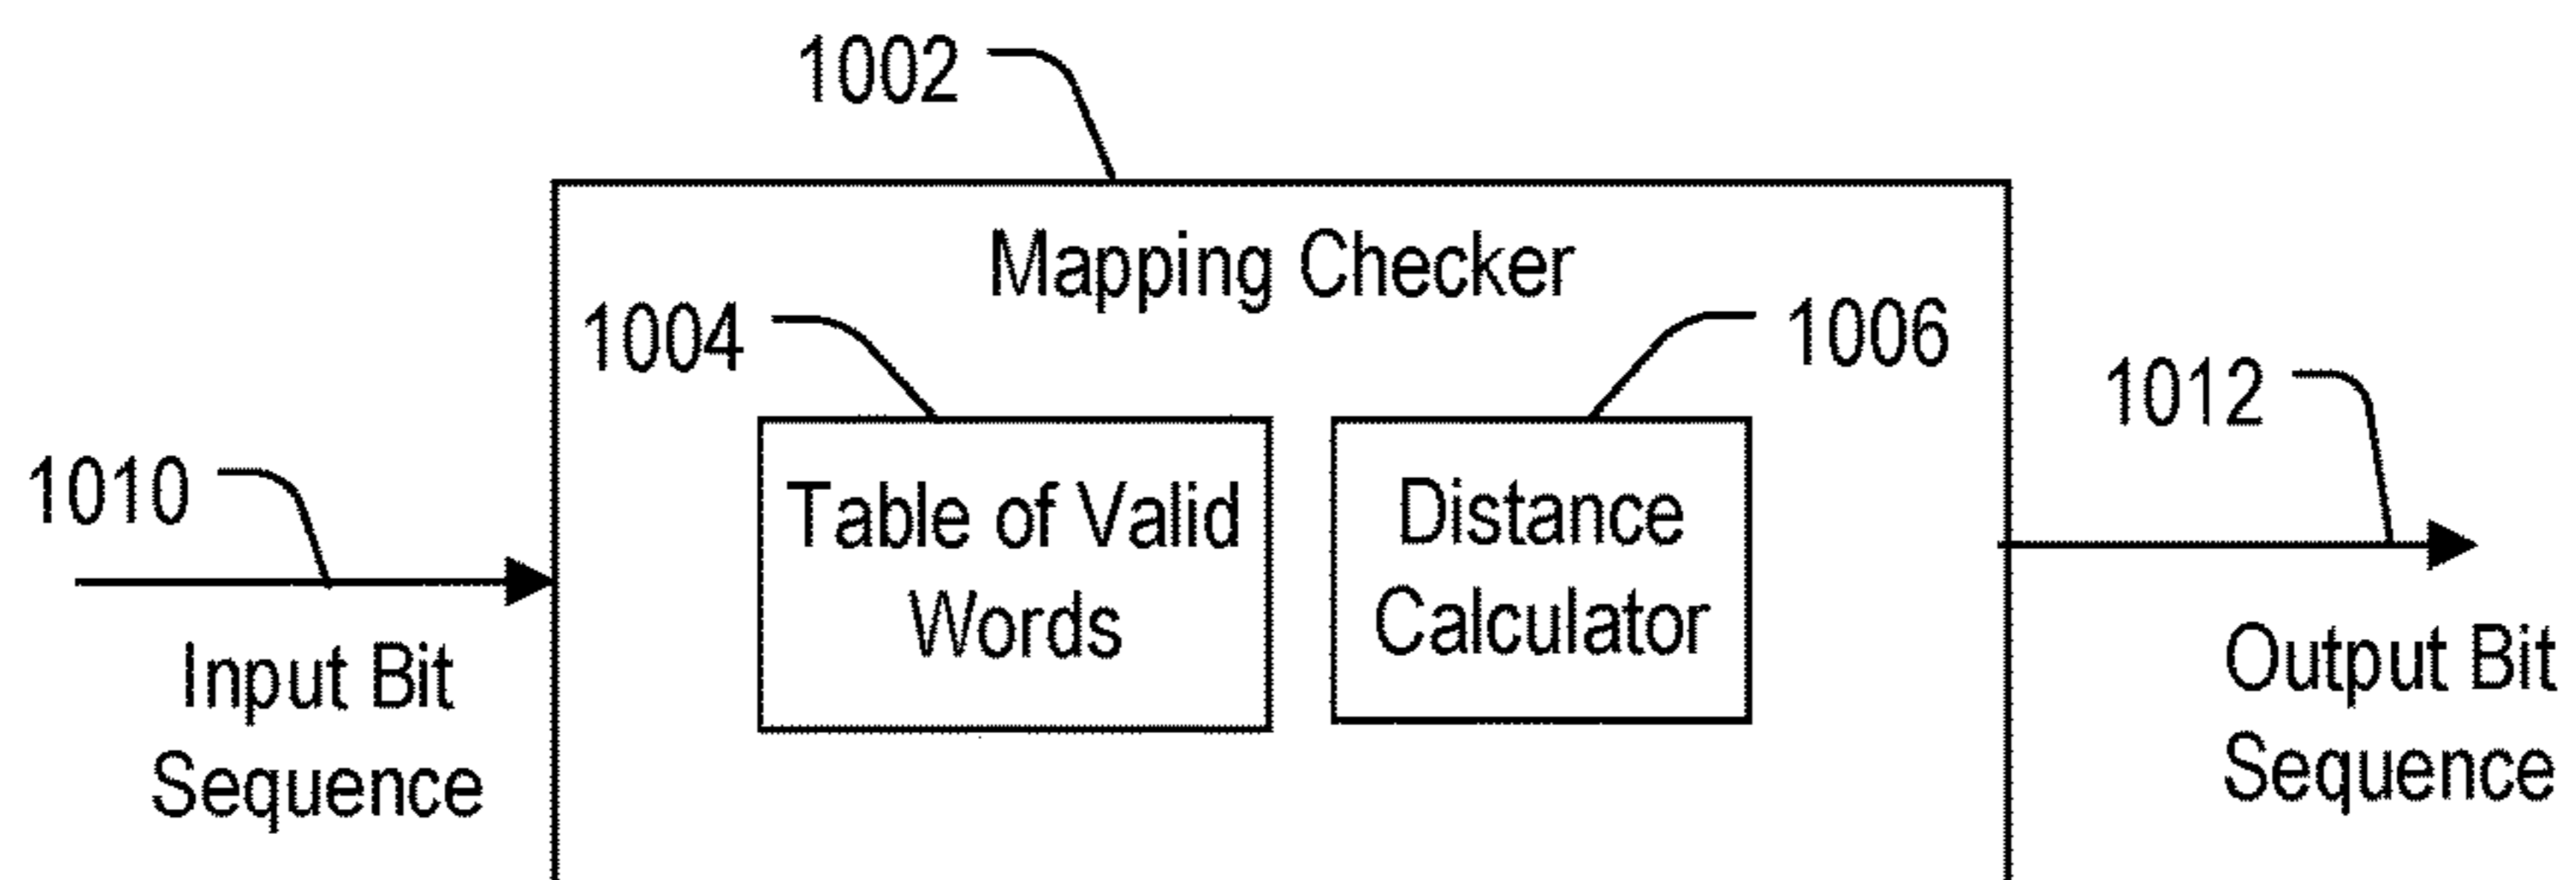 1002
Mapping Checker
1004
1006
1012
1010
Table of Valid
Words
Distance
Calculator
Input Bit
Sequence
Output Bit
Sequence